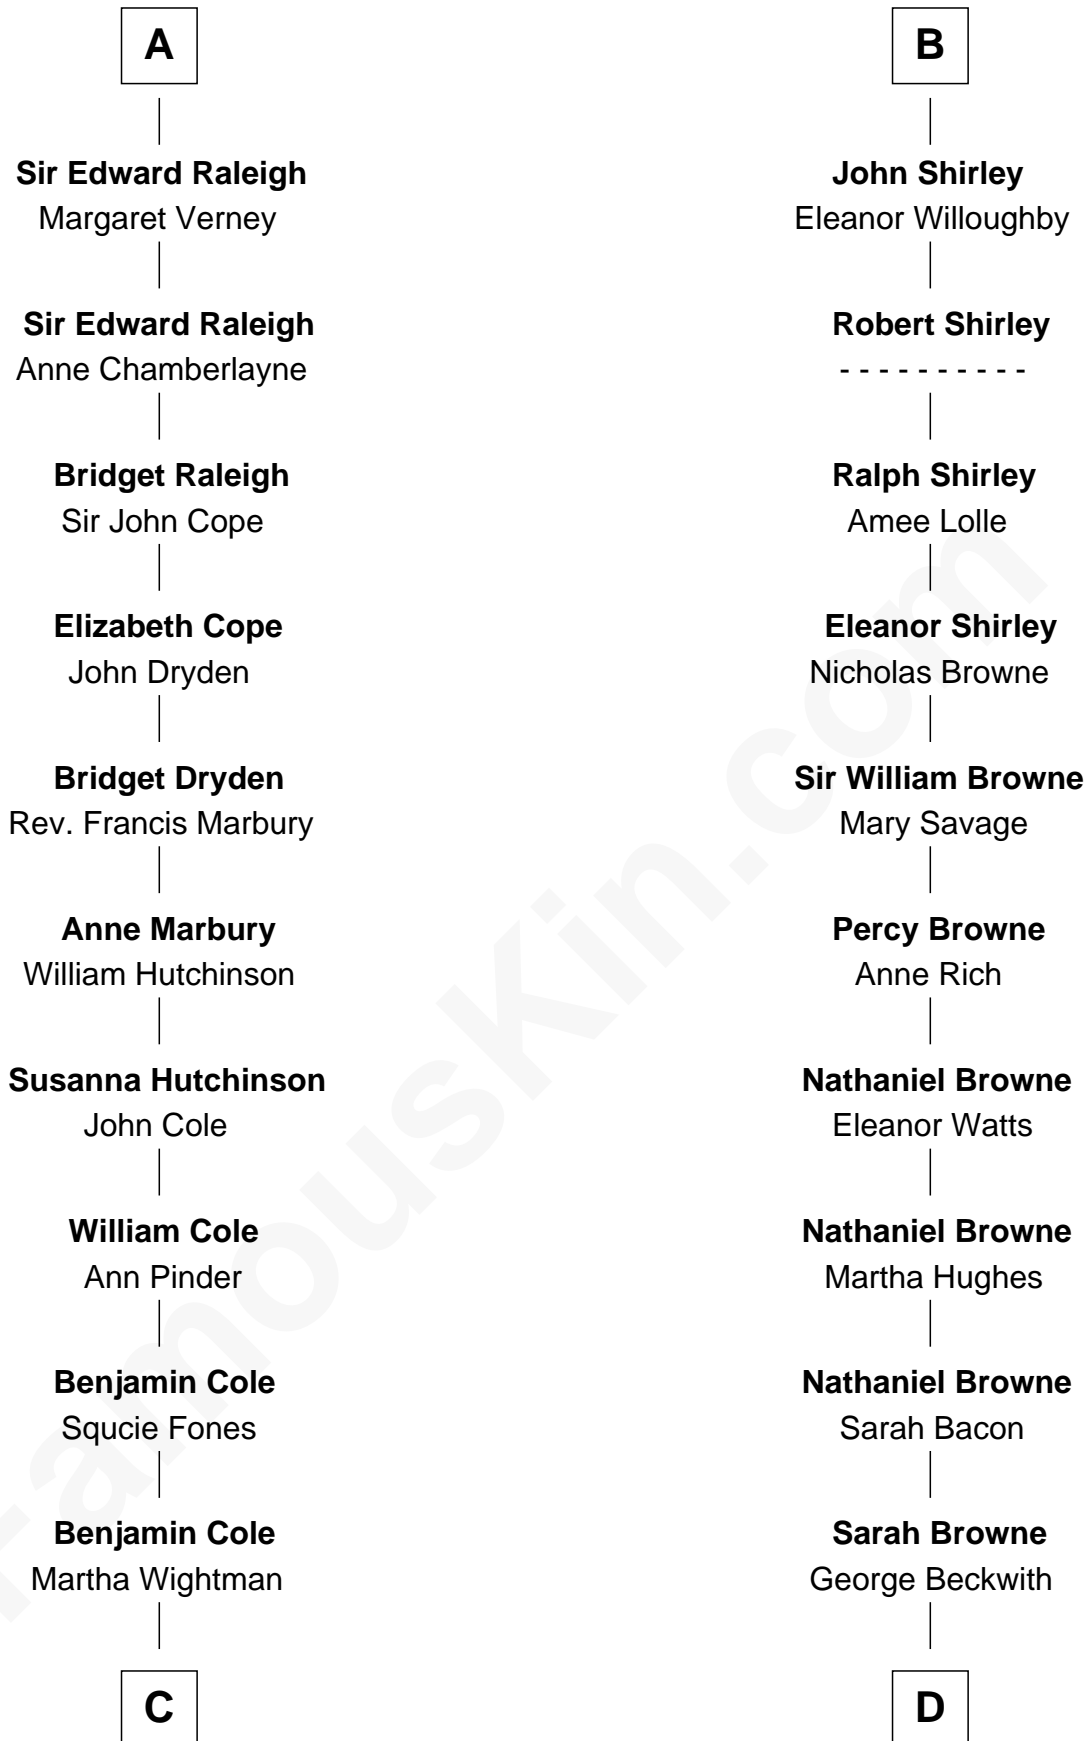 A
Sir Edward Raleigh
Margaret Verney
Sir Edward Raleigh
Anne Chamberlayne
Bridget Raleigh
Sir John Cope
Elizabeth Cope
John Dryden
Bridget Dryden
Rev. Francis Marbury
Anne Marbury
William Hutchinson
Susanna Hutchinson
John Cole
William Cole
Ann Pinder
Benjamin Cole
Squcie Fones
Benjamin Cole
Martha Wightman
C
B
John Shirley
Eleanor Willoughby
Robert Shirley
- - - - - - - - - -
Ralph Shirley
Amee Lolle
Eleanor Shirley
Nicholas Browne
Sir William Browne
Mary Savage
Percy Browne
Anne Rich
Nathaniel Browne
Eleanor Watts
Nathaniel Browne
Martha Hughes
Nathaniel Browne
Sarah Bacon
Sarah Browne
George Beckwith
D
FamousKin.com